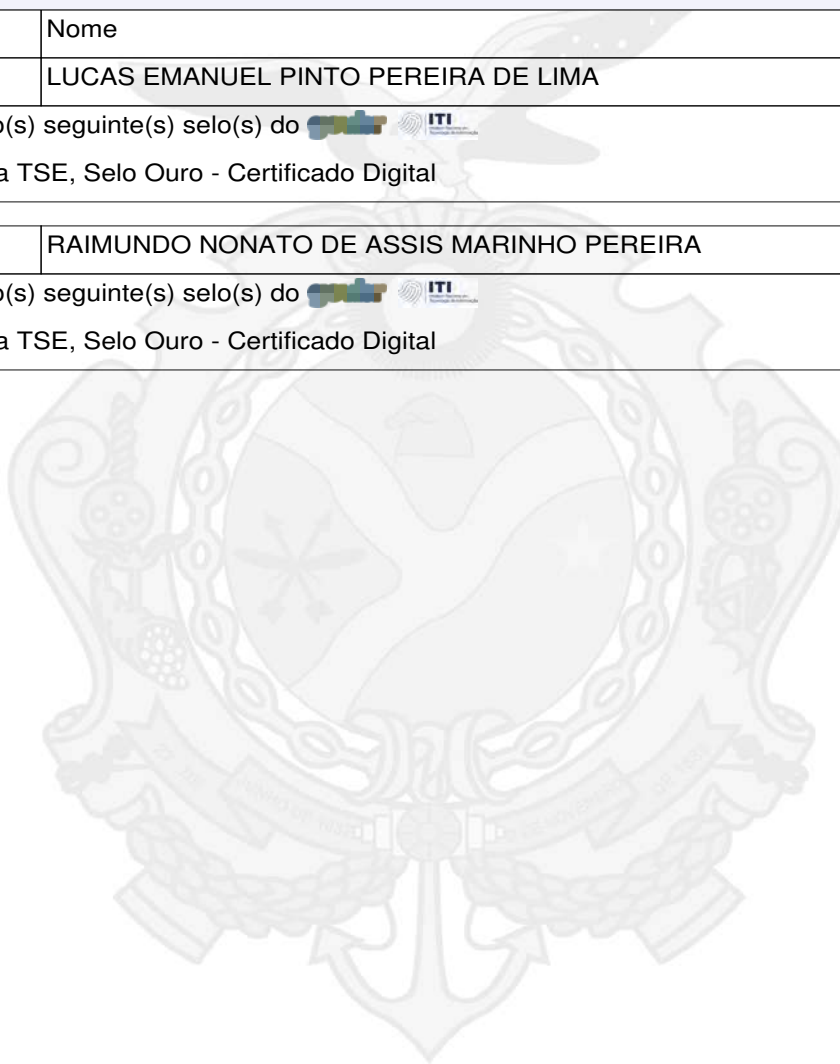 Nome
LUCAS EMANUEL PINTO PEREIRA DE LIMA
o(s) seguinte(s) selo(s) do ITI
a TSE, Selo Ouro - Certificado Digital
RAIMUNDO NONATO DE ASSIS MARINHO PEREIRA
o(s) seguinte(s) selo(s) do ITI
a TSE, Selo Ouro - Certificado Digital